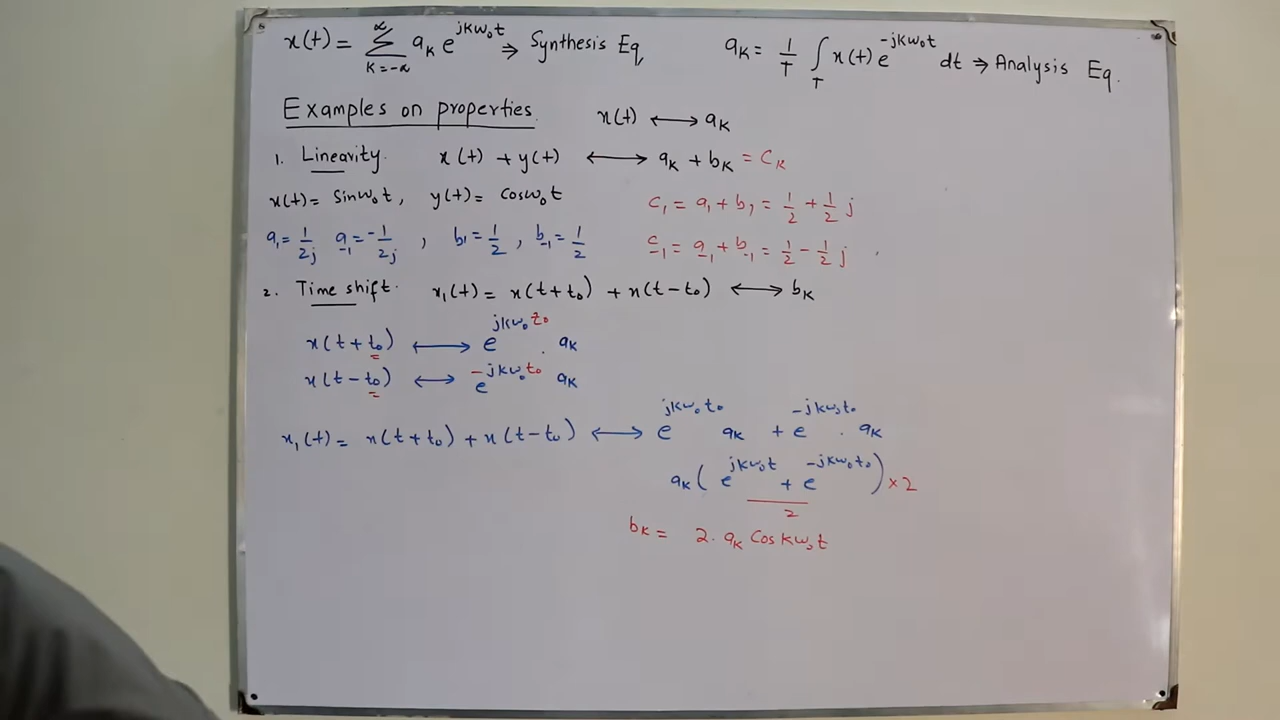 x(t) = ∑_{K=-∞}^{∞} a_K e^{jKω₀t} ⇒ Synthesis Eq, a_K = 1/T ∫_T x(t) e^{-jKω₀t} dt ⇒ Analysis Eq.
Examples on properties. x(t) ⟷ a_K
1. Linearity. x(t) + y(t) ⟷ a_K + b_K = C_K
x(t) = Sinω₀t, y(t) = Cosω₀t C₁ = a₁ + b₁ = 1/2 + 1/2 j
a₁ = 1/2j a₋₁ = -1/2j , b₁ = 1/2 , b₋₁ = 1/2 C₋₁ = a₋₁ + b₋₁ = 1/2 - 1/2 j
2. Time shift. x₁(t) = x(t+t₀) + x(t-t₀) ⟷ b_K
x(t+t₀) ⟷ e^{jKω₀t₀} . a_K
x(t-t₀) ⟷ e^{-jKω₀t₀} a_K
x₁(t) = x(t+t₀) + x(t-t₀) ⟷ e^{jKω₀t₀} a_K + e^{-jKω₀t₀} . a_K
a_K ( (e^{jKω₀t} + e^{-jKω₀t₀}) / 2 ) × 2
b_K = 2. a_K Cos Kω₀t